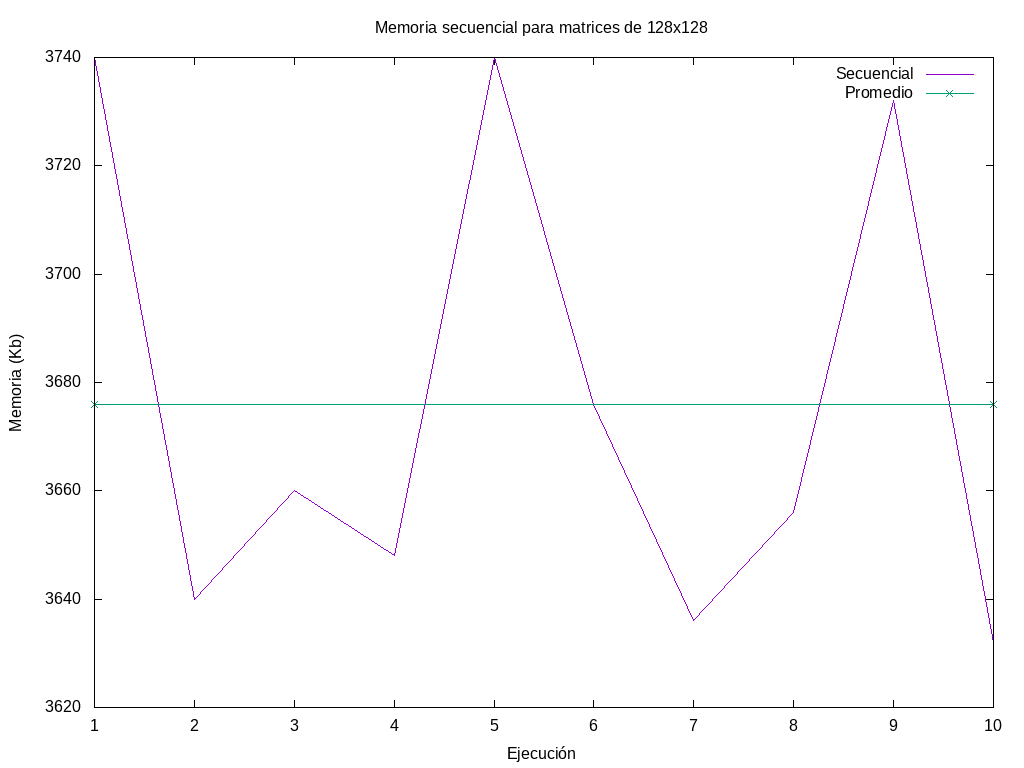 Memoria secuencial para matrices de 128x128
3740
3720
3700
3680
3660
3640
3620
Memoria (Kb)
Secuencial
Promedio
1 2 3 4 5 6 7 8 9 10
Ejecución